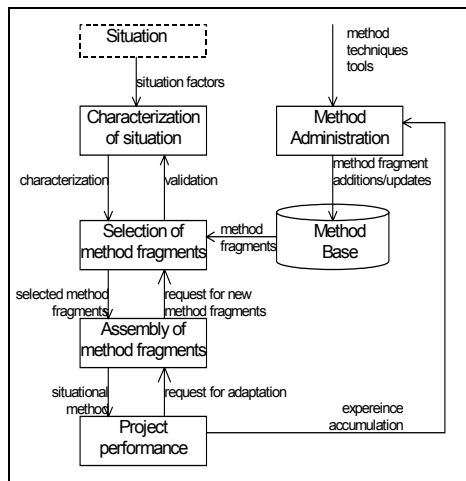 Situation
method
techniques
tools
situation factors
Characterization
of situation
Method
Administration
characterization
validation
method fragment
additions/updates
Selection of
method fragments
method
fragments
Method
Base
selected method
fragments
request for new
method fragments
Assembly of
method fragments
situational
method
request for adaptation
Project
performance
expereince
accumulation